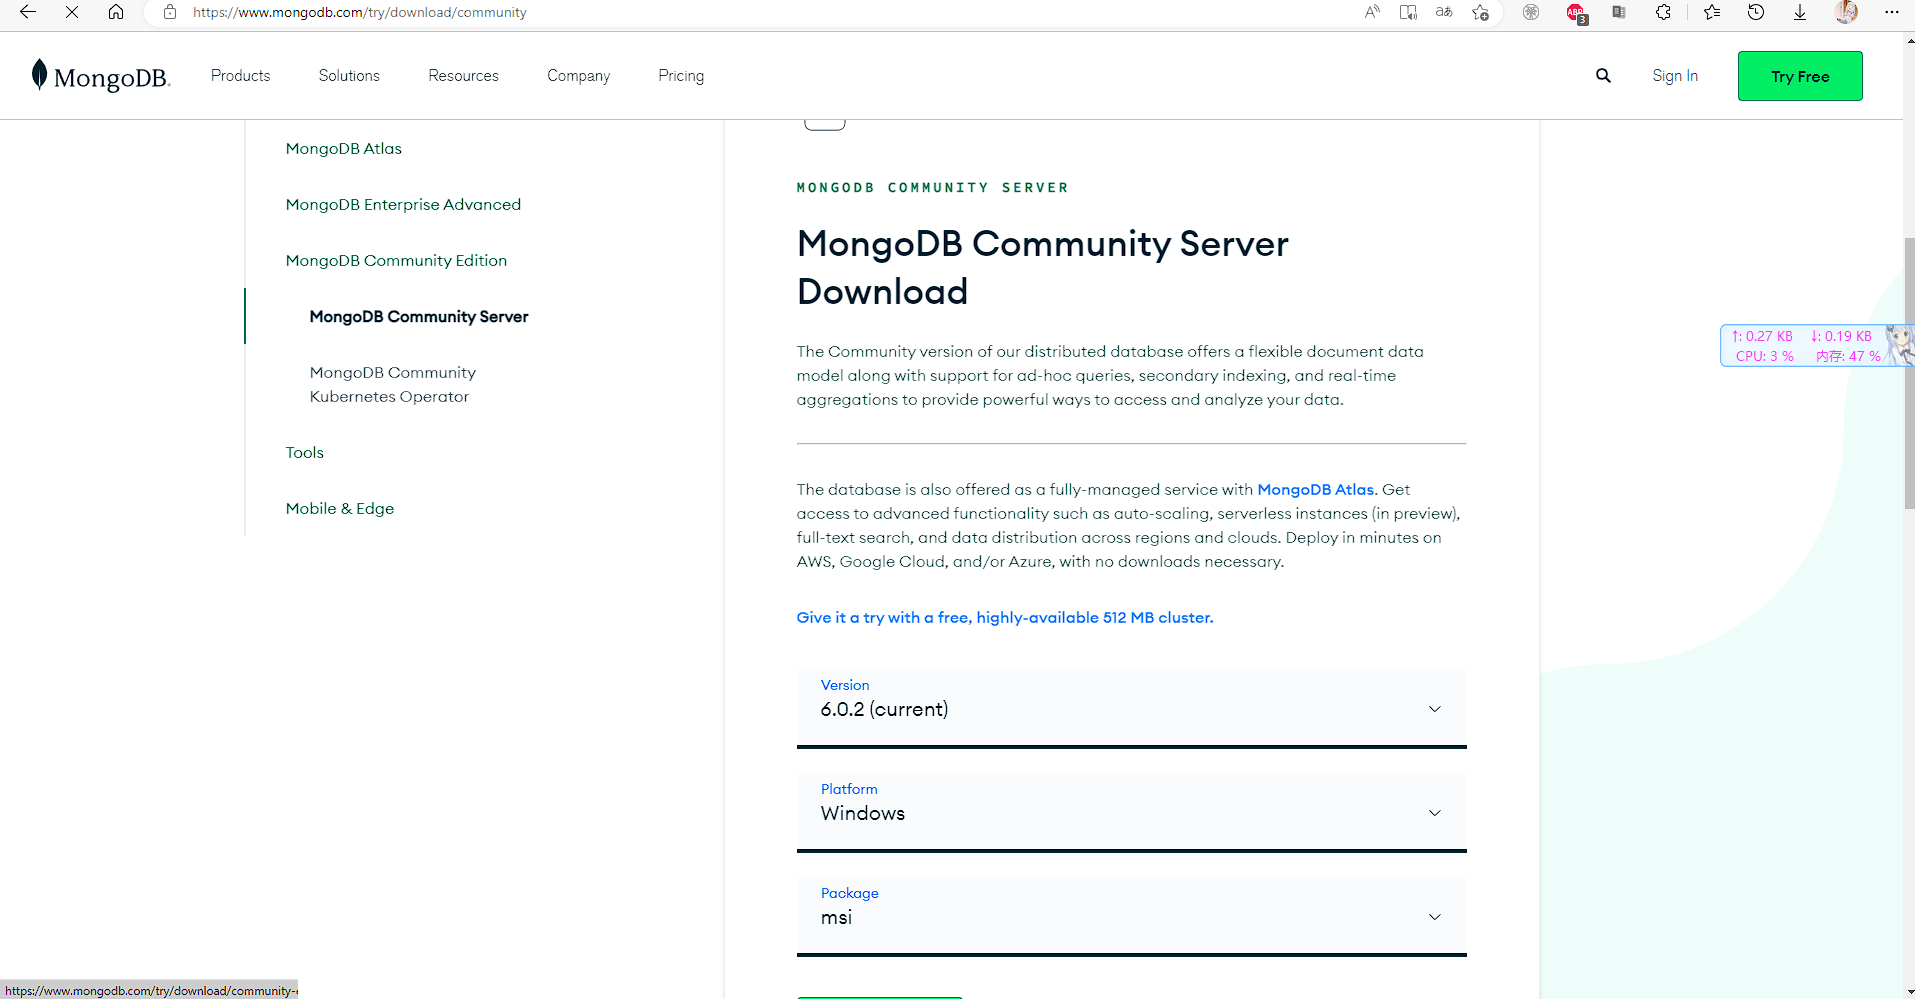 https://www.mongodb.com/try/download/community
A
aあ
ABP
3
MongoDB.
Products
Solutions
Resources
Company
Pricing
Sign In
Try Free
MongoDB Atlas
MongoDB Enterprise Advanced
MongoDB Community Edition
MongoDB Community Server
MongoDB Community
Kubernetes Operator
Tools
Mobile & Edge
MONGODB COMMUNITY SERVER
MongoDB Community Server
Download
The Community version of our distributed database offers a flexible document data
model along with support for ad-hoc queries, secondary indexing, and real-time
aggregations to provide powerful ways to access and analyze your data.
The database is also offered as a fully-managed service with MongoDB Atlas. Get
access to advanced functionality such as auto-scaling, serverless instances (in preview),
full-text search, and data distribution across regions and clouds. Deploy in minutes on
AWS, Google Cloud, and/or Azure, with no downloads necessary.
Give it a try with a free, highly-available 512 MB cluster.
Version
6.0.2 (current)
Platform
Windows
Package
msi
↑: 0.27 KB ↓: 0.19 KB
CPU: 3 % 内存: 47 %
https://www.mongodb.com/try/download/community-